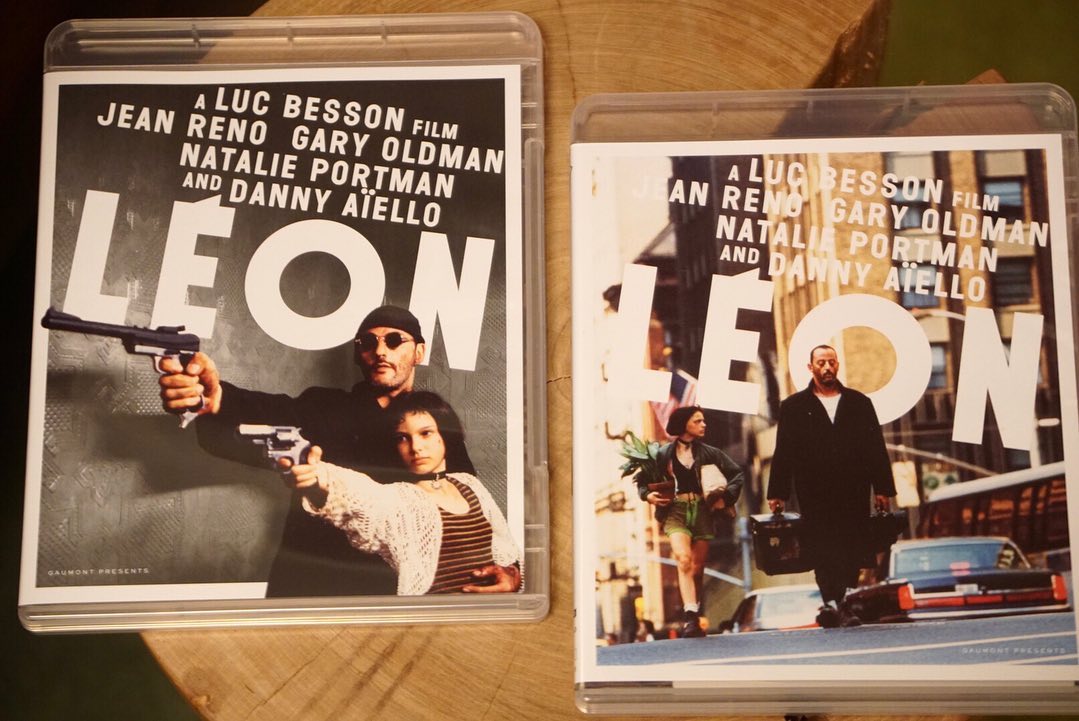 A LUC BESSON FILM
JEAN RENO GARY OLDMAN
NATALIE PORTMAN
AND DANNY AÏELLO
LÉON
GAUMONT PRESENTS
A LUC BESSON FILM
JEAN RENO GARY OLDMAN
NATALIE PORTMAN
AND DANNY AÏELLO
LÉON
GAUMONT PRESENTS